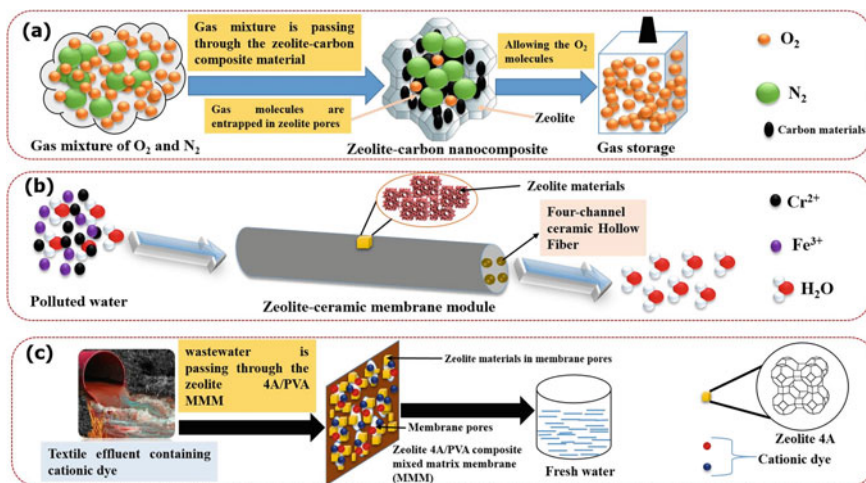 (a)
Gas mixture is passing
through the zeolite-carbon
composite material
Gas molecules are
entrapped in zeolite pores
Gas mixture of O₂ and N₂
Allowing the O₂
molecules
Zeolite
Zeolite-carbon nanocomposite
Gas storage
O₂
N₂
Carbon materials
(b)
Zeolite materials
Four-channel
ceramic Hollow
Fiber
Polluted water
Zeolite-ceramic membrane module
Cr²⁺
Fe³⁺
H₂O
(c)
wastewater is
passing through the
zeolite 4A/PVA
MMM
Textile effluent containing
cationic dye
Zeolite materials in membrane pores
Membrane pores
Zeolite 4A/PVA composite
mixed matrix membrane
(MMM)
Fresh water
Zeolite 4A
Cationic dye